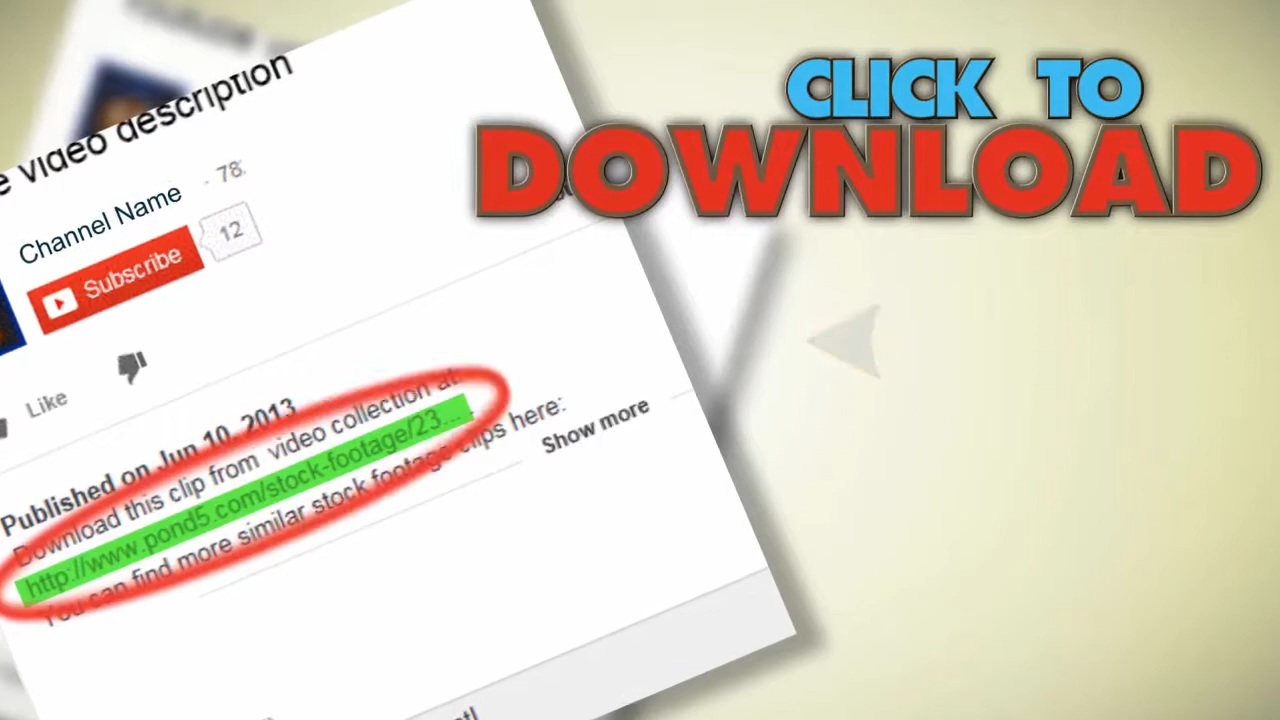 CLICK TO
DOWNLOAD
e video description
Channel Name
· 78
Subscribe
12
Like
Published on Jun 10, 2013
Download this clip from video collection at
http://www.pond5.com/stock-footage/23... .
You can find more similar stock footage clips here:
Show more